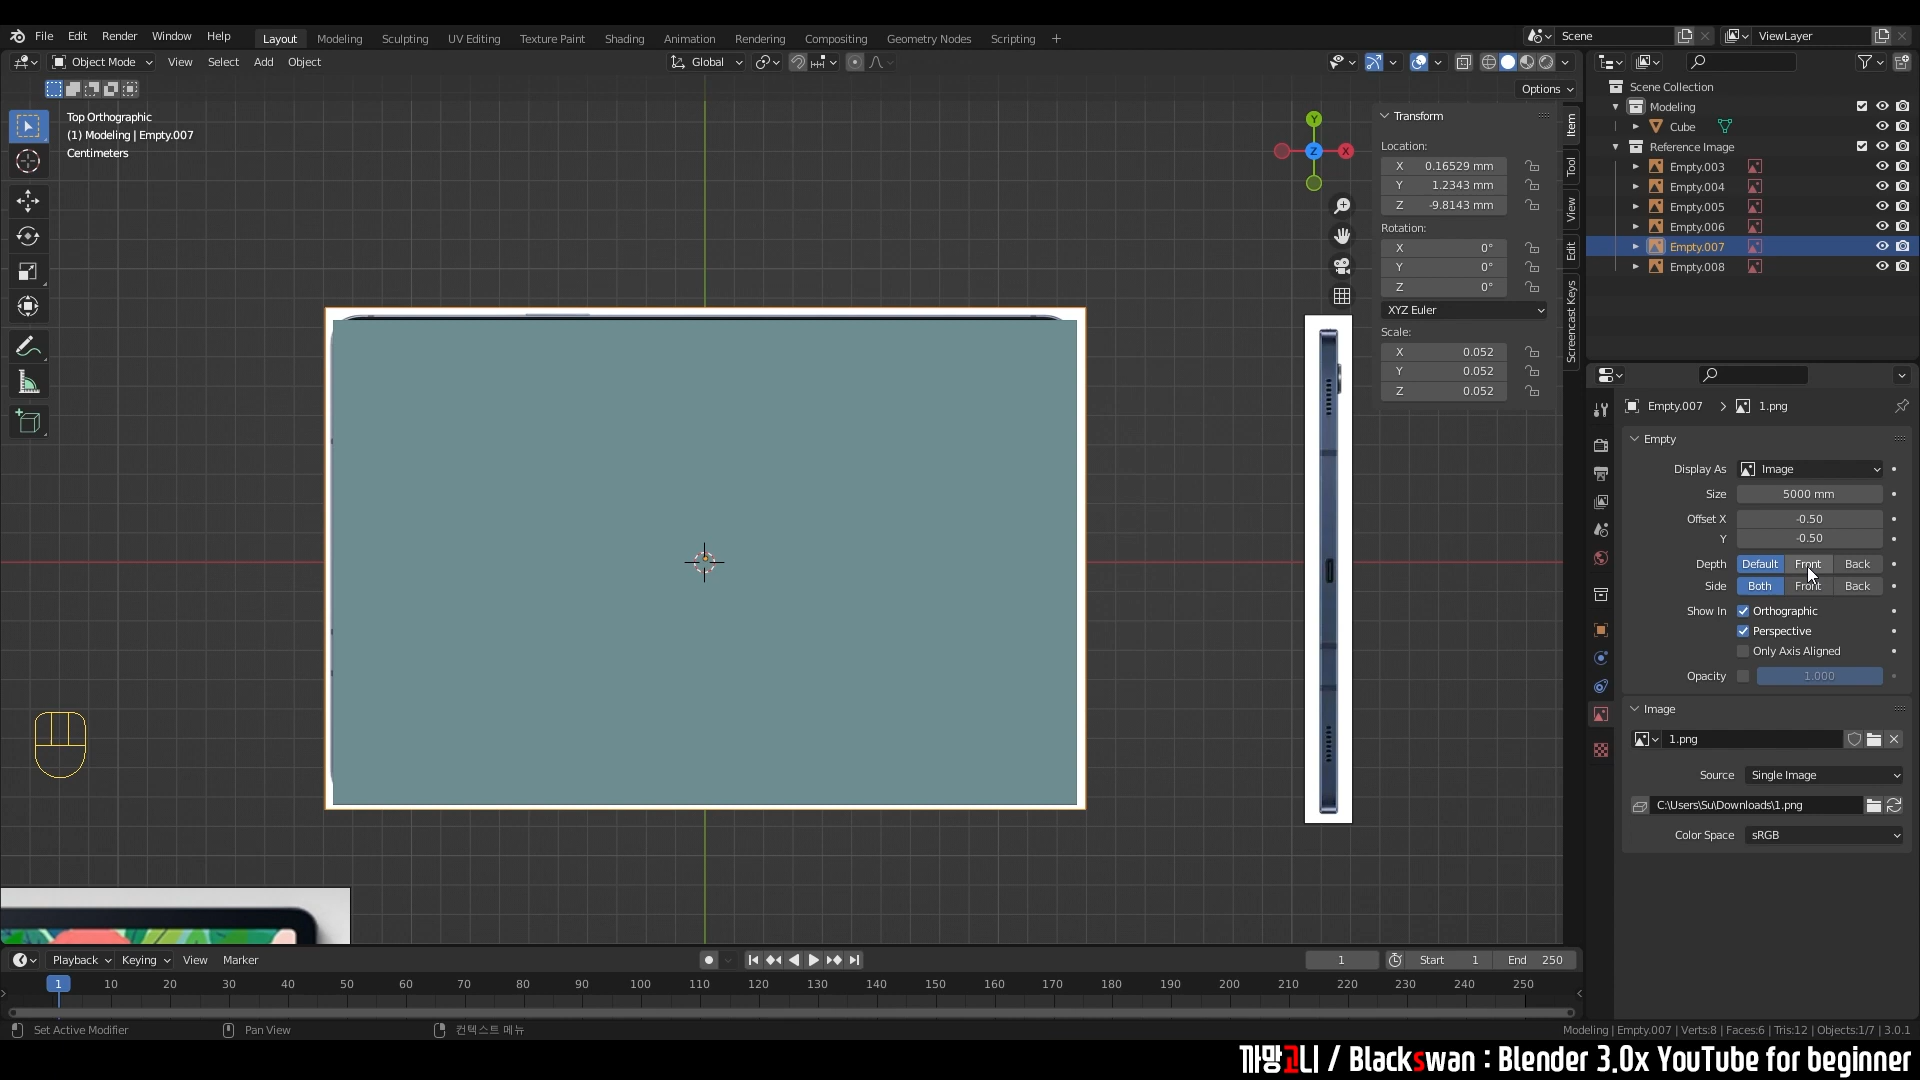 File Edit Render Window Help
Layout Modeling Sculpting UV Editing Texture Paint Shading Animation Rendering Compositing Geometry Nodes Scripting +
Scene
ViewLayer
Object Mode View Select Add Object
Global
Options
Top Orthographic
(1) Modeling | Empty.007
Centimeters
Y
X
Z
Transform
Location:
X 0.16529 mm
Y 1.2343 mm
Z -9.8143 mm
Rotation:
X 0°
Y 0°
Z 0°
XYZ Euler
Scale:
X 0.052
Y 0.052
Z 0.052
Item
Tool
View
Edit
Screencast Keys
Scene Collection
Modeling
Cube
Reference Image
Empty.003
Empty.004
Empty.005
Empty.006
Empty.007
Empty.008
Empty.007 > 1.png
Empty
Display As Image
Size 5000 mm
Offset X -0.50
Y -0.50
Depth Default Front Back
Side Both Front Back
Show In Orthographic
Perspective
Only Axis Aligned
Opacity 1.000
Image
1.png
Source Single Image
C:\Users\Su\Downloads\1.png
Color Space sRGB
Playback Keying View Marker
1
Start 1
End 250
1 10 20 30 40 50 60 70 80 90 100 110 120 130 140 150 160 170 180 190 200 210 220 230 240 250
Set Active Modifier
Pan View
컨텍스트 메뉴
Modeling | Empty.007 | Verts:8 | Faces:6 | Tris:12 | Objects:1/7 | 3.0.1
까망고니 / Blackswan : Blender 3.0x YouTube for beginner